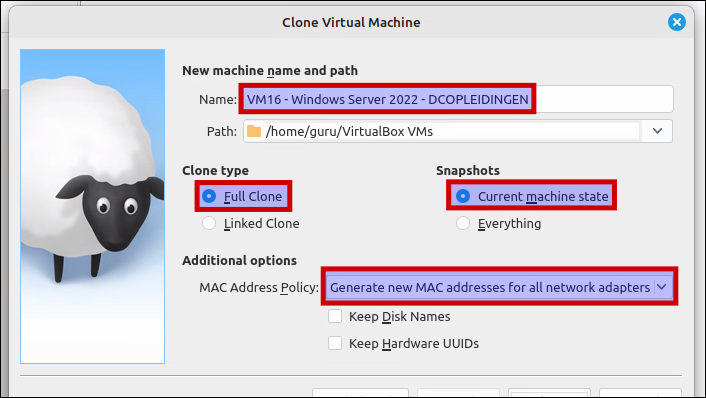 Clone Virtual Machine
New machine name and path
Name: VM16 - Windows Server 2022 - DCOPLEIDINGEN
Path: /home/guru/VirtualBox VMs
Clone type Snapshots
Full Clone Current machine state
Linked Clone Everything
Additional options
MAC Address Policy: Generate new MAC addresses for all network adapters
Keep Disk Names
Keep Hardware UUIDs